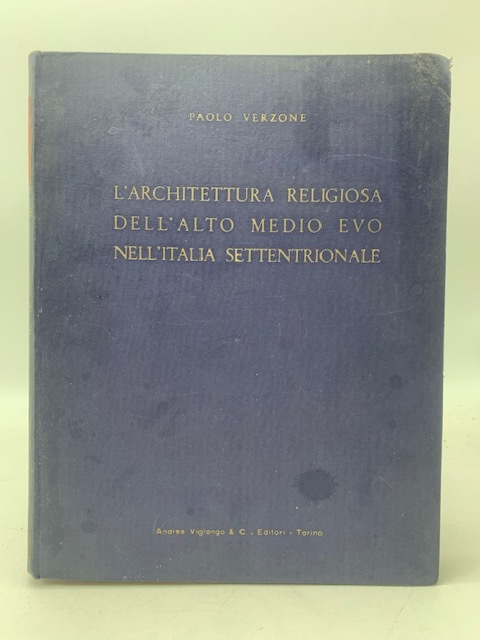 PAOLO VERZONE
L'ARCHITETTURA RELIGIOSA
DELL'ALTO MEDIO EVO
NELL'ITALIA SETTENTRIONALE
Andrea Viglongo & C. - Editori - Torino